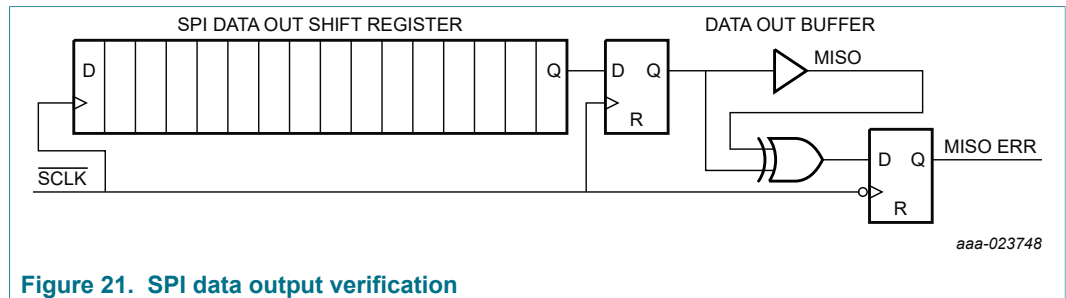 SPI DATA OUT SHIFT REGISTER
DATA OUT BUFFER
D
Q
D
Q
R
MISO
SCLK
D
Q
R
MISO ERR
aaa-023748
Figure 21. SPI data output verification